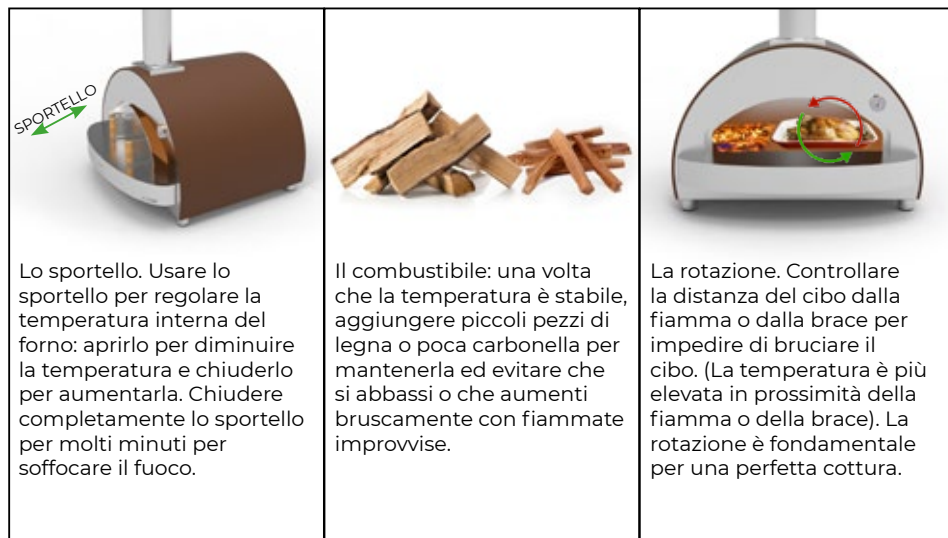 SPORTELLO
Lo sportello. Usare lo
sportello per regolare la
temperatura interna del
forno: aprirlo per diminuire
la temperatura e chiuderlo
per aumentarla. Chiudere
completamente lo sportello
per molti minuti per
soffocare il fuoco.
Il combustibile: una volta
che la temperatura è stabile,
aggiungere piccoli pezzi di
legna o poca carbonella per
mantenerla ed evitare che
si abbassi o che aumenti
bruscamente con fiammate
improvvise.
La rotazione. Controllare
la distanza del cibo dalla
fiamma o dalla brace per
impedire di bruciare il
cibo. (La temperatura è più
elevata in prossimità della
fiamma o della brace). La
rotazione è fondamentale
per una perfetta cottura.